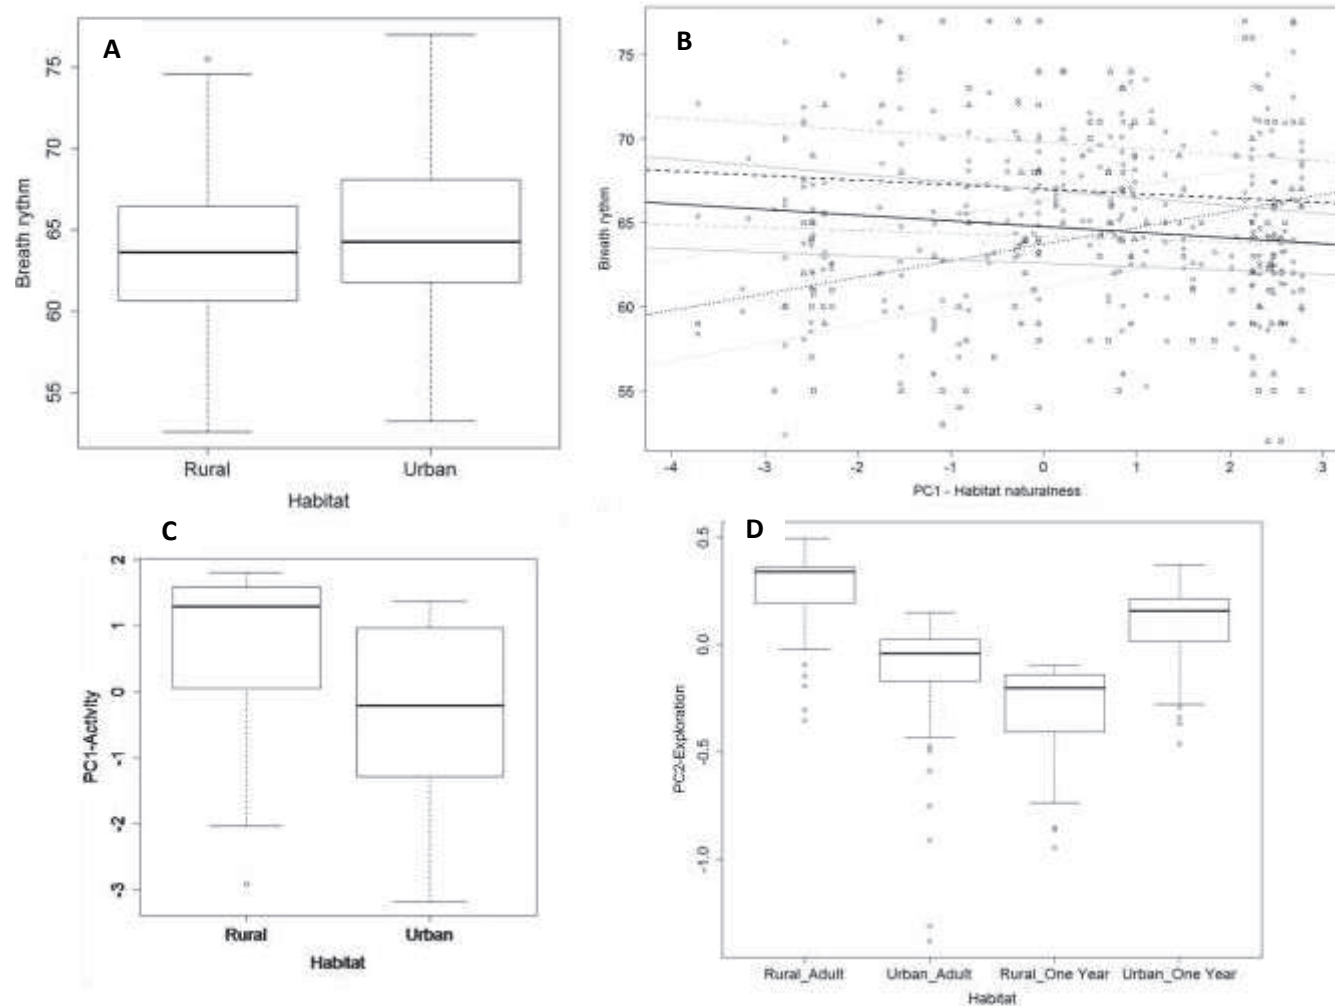 A
Breath rythm
75
70
65
60
55
Rural Urban
Habitat
B
Breath rythm
75
70
65
60
55
-4 -3 -2 -1 0 1 2 3
PC1 - Habitat naturalness
C
PC1-Activity
2
1
0
-1
-2
-3
Rural Urban
Habitat
D
PC2-Exploration
0.5
0.0
-0.5
-1.0
Rural_Adult Urban_Adult Rural_One Year Urban_One Year
Habitat